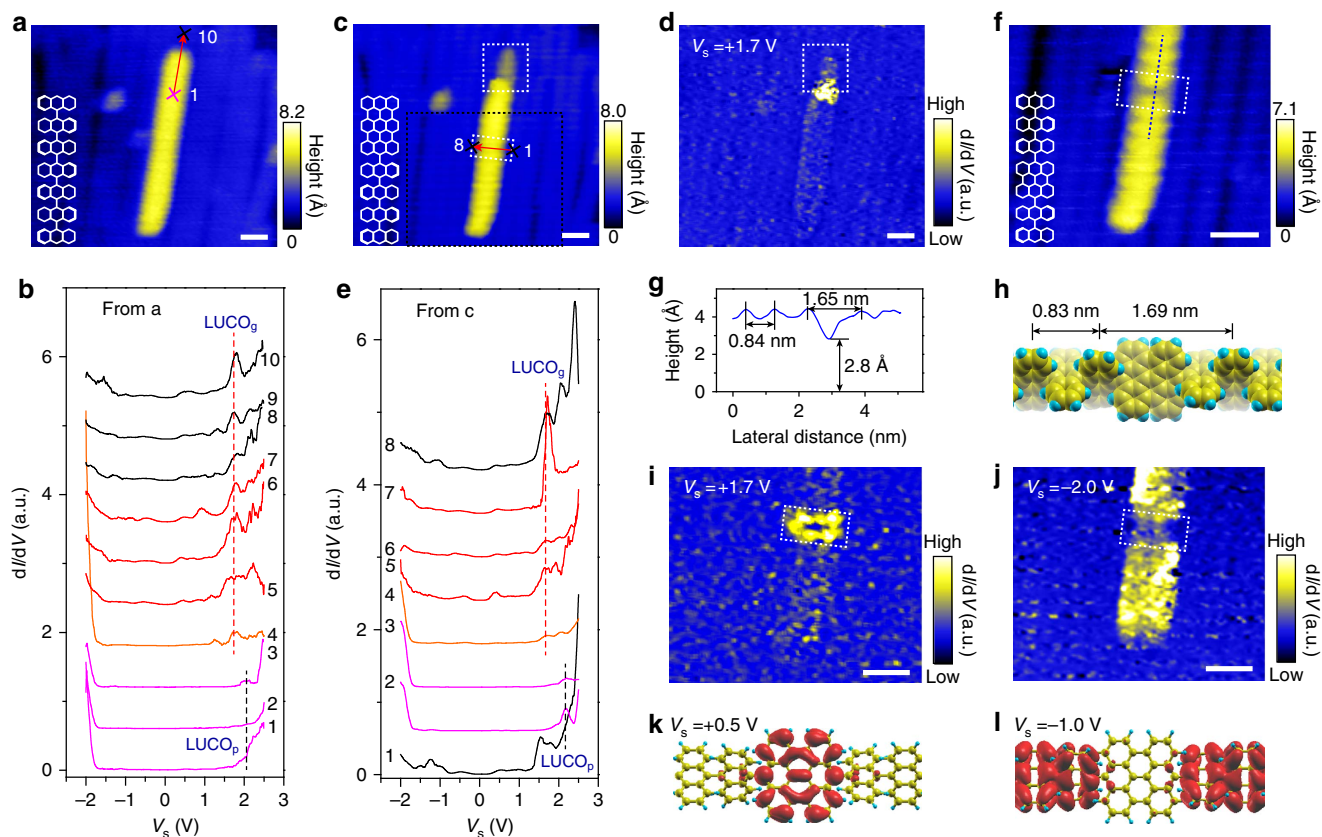 a
10
1
8.2
Height (Å)
0
c
8
1
8.0
Height (Å)
0
d
Vs =+1.7 V
High
dI/dV (a.u.)
Low
f
7.1
Height (Å)
0
b
From a
LUCOg
10
9
8
7
6
5
4
3
2
1
LUCOp
6
4
2
0
dI/dV (a.u.)
−2 −1 0 1 2 3
Vs (V)
e
From c
LUCOg
8
7
6
5
4
3
2
1
LUCOp
6
4
2
0
dI/dV (a.u.)
−2 −1 0 1 2 3
Vs (V)
g
1.65 nm
0.84 nm
2.8 Å
4
2
0
Height (Å)
0 2 4
Lateral distance (nm)
h
0.83 nm 1.69 nm
i
Vs =+1.7 V
High
dI/dV (a.u.)
Low
j
Vs =−2.0 V
High
dI/dV (a.u.)
Low
k
Vs =+0.5 V
l
Vs =−1.0 V